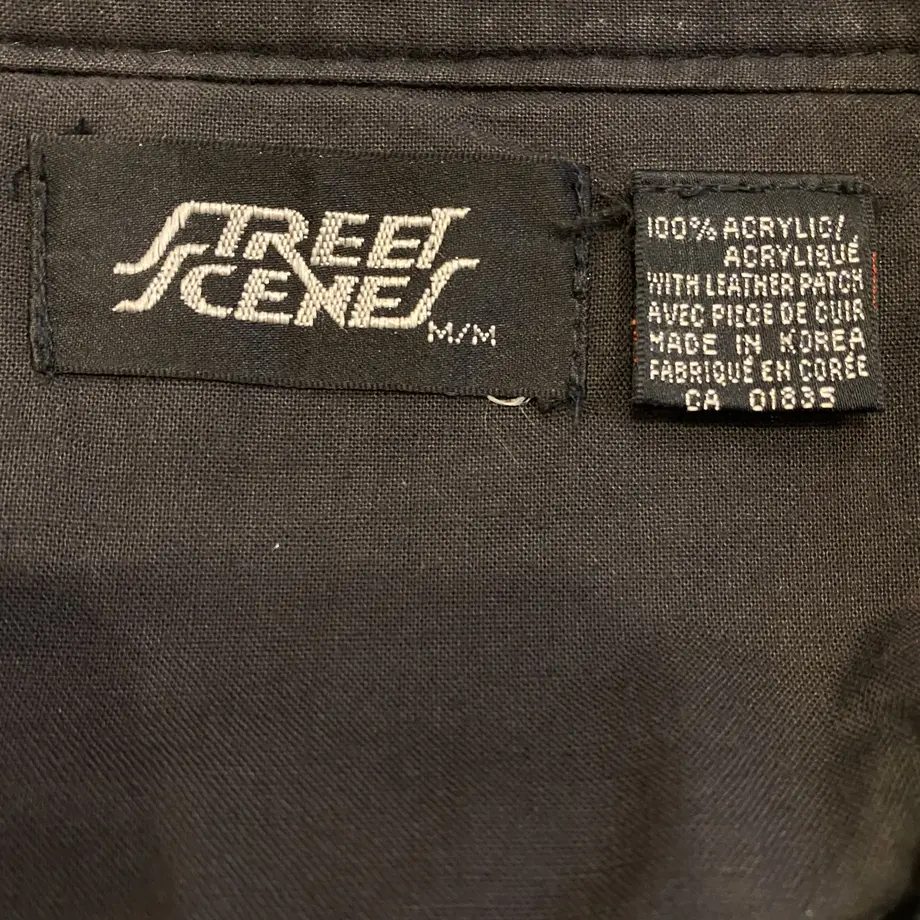 STREET
SCENES
M/M
100% ACRYLIC/
ACRYLIQUÉ
WITH LEATHER PATCH
AVEC PIECE DE CUIR
MADE IN KOREA
FABRIQUÉ EN CORÉE
CA 01835